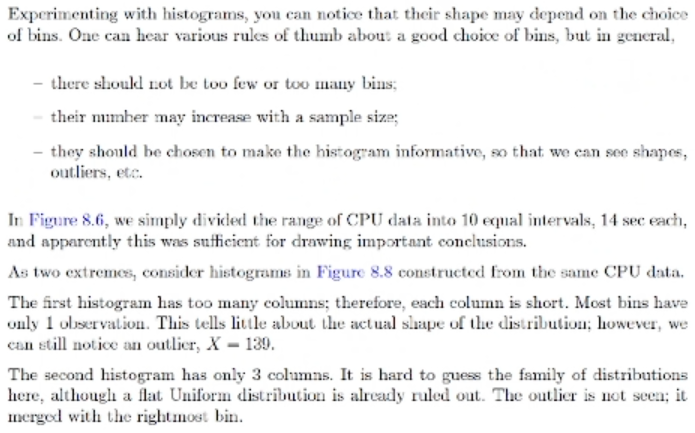 Experimenting with histograms, you can notice that their shape may depend on the choice
of bins. One can hear various rules of thumb about a good choice of bins, but in general,
– there should not be too few or too many bins;
– their number may increase with a sample size;
– they should be chosen to make the histogram informative, so that we can see shapes,
outliers, etc.
In Figure 8.6, we simply divided the range of CPU data into 10 equal intervals, 14 sec each,
and apparently this was sufficient for drawing important conclusions.
As two extremes, consider histograms in Figure 8.8 constructed from the same CPU data.
The first histogram has too many columns; therefore, each column is short. Most bins have
only 1 observation. This tells little about the actual shape of the distribution; however, we
can still notice an outlier, X = 139.
The second histogram has only 3 columns. It is hard to guess the family of distributions
here, although a flat Uniform distribution is already ruled out. The outlier is not seen; it
merged with the rightmost bin.